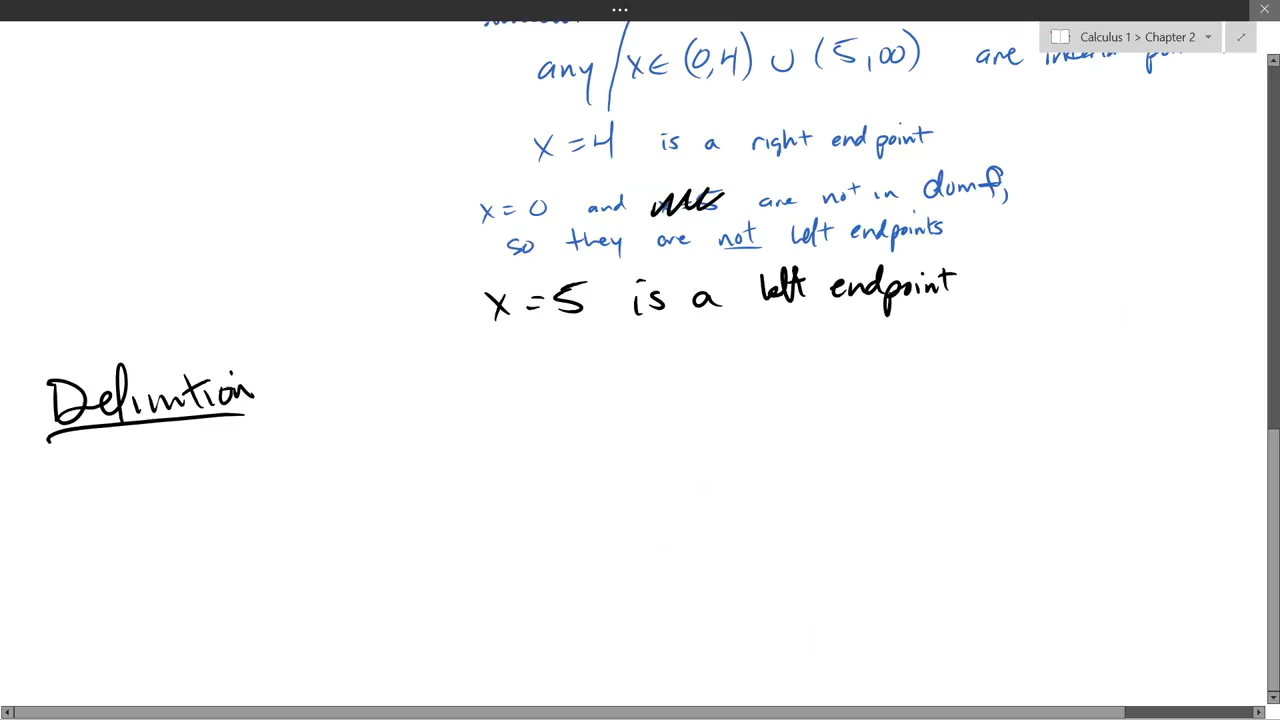 Calculus 1 > Chapter 2
any x ∈ (0,4) ∪ (5,∞) are
x = 4 is a right endpoint
x = 0 and are not in domf,
so they are not left endpoints
x = 5 is a left endpoint
Definition